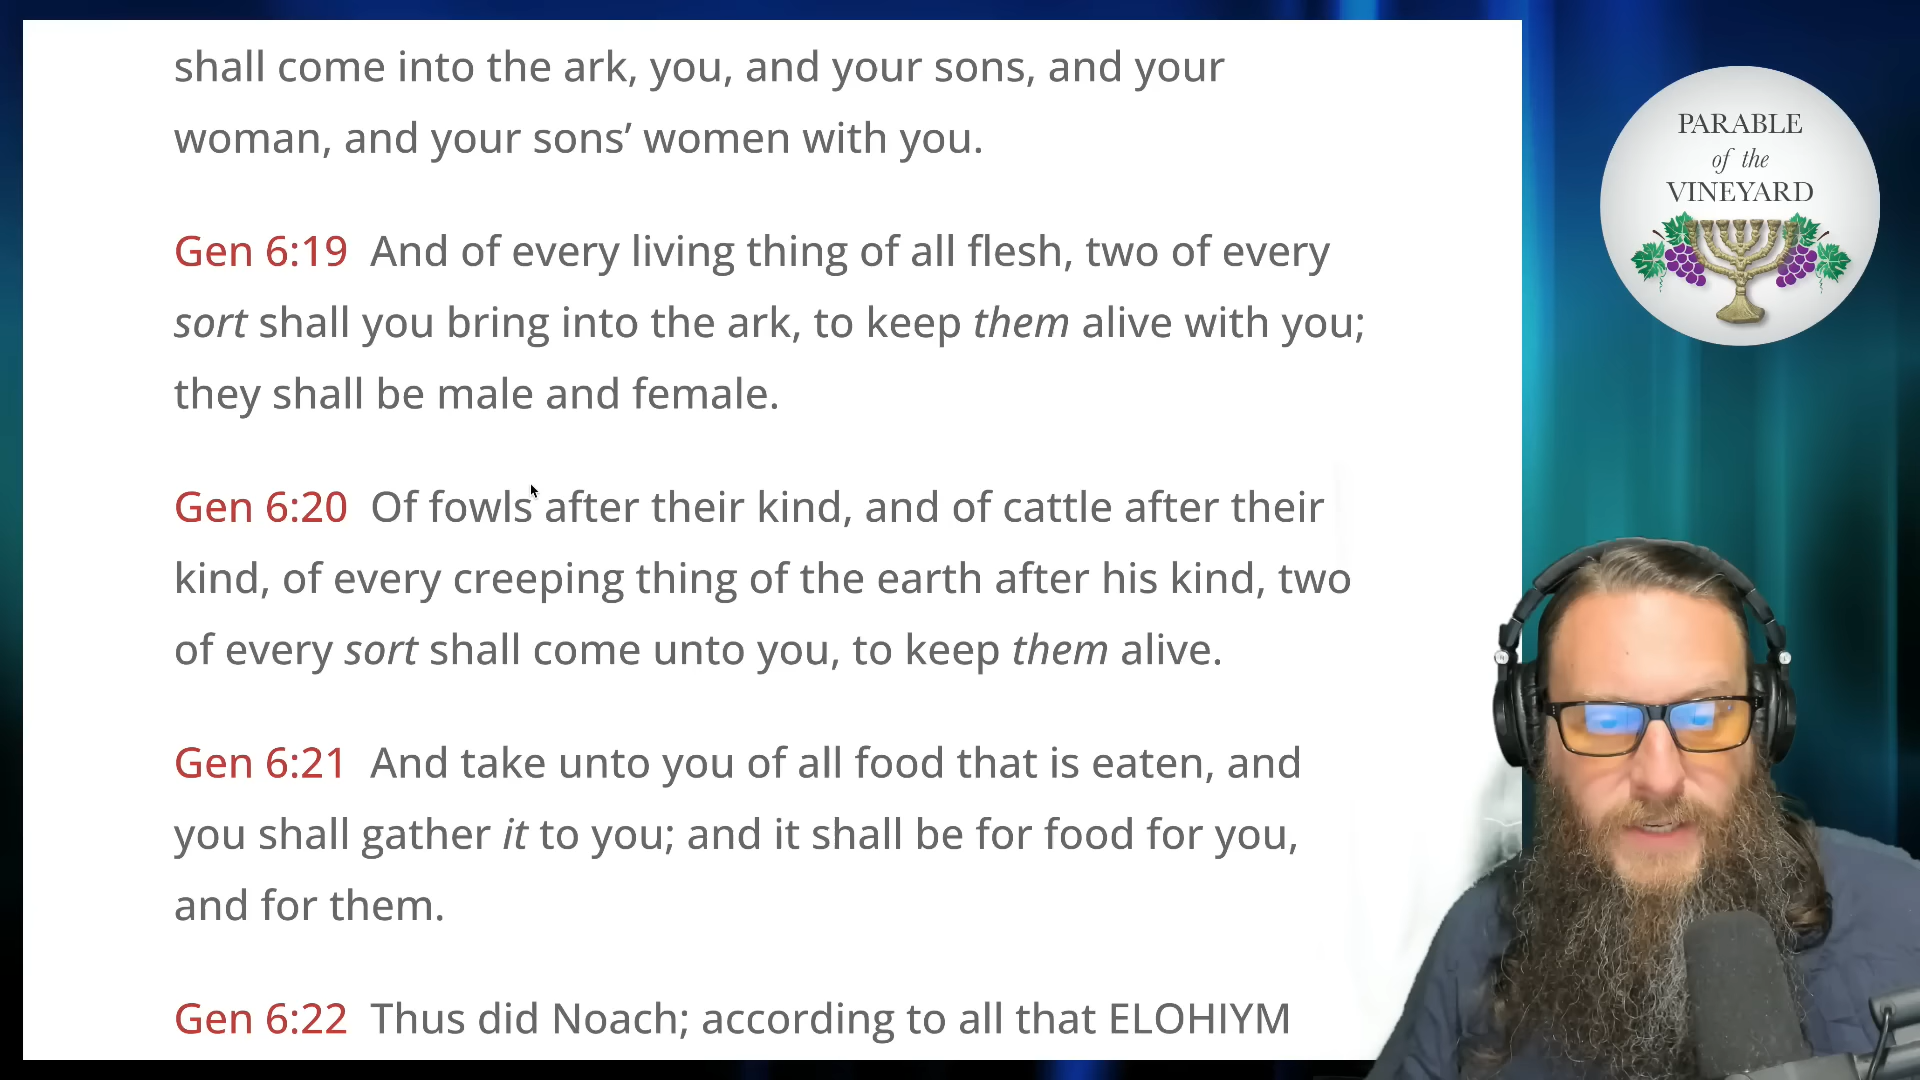 shall come into the ark, you, and your sons, and your
woman, and your sons’ women with you.
Gen 6:19 And of every living thing of all flesh, two of every
sort shall you bring into the ark, to keep them alive with you;
they shall be male and female.
Gen 6:20 Of fowls after their kind, and of cattle after their
kind, of every creeping thing of the earth after his kind, two
of every sort shall come unto you, to keep them alive.
Gen 6:21 And take unto you of all food that is eaten, and
you shall gather it to you; and it shall be for food for you,
and for them.
Gen 6:22 Thus did Noach; according to all that ELOHIYM
PARABLE
of the
VINEYARD